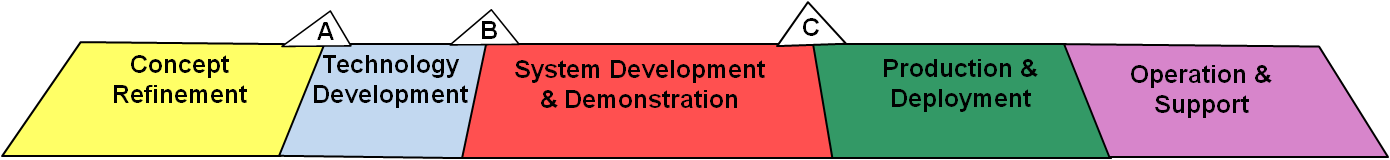 A
B
C
Concept
Refinement
Technology
Development
System Development
& Demonstration
Production &
Deployment
Operation &
Support